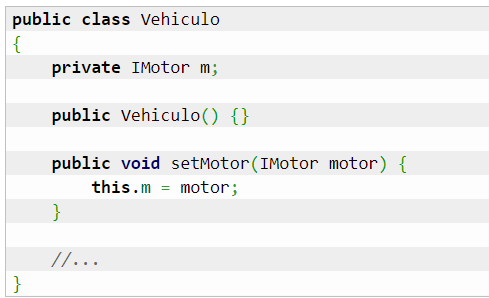 public class Vehiculo
{
    private IMotor m;

    public Vehiculo() {}

    public void setMotor(IMotor motor) {
        this.m = motor;
    }

    //...
}